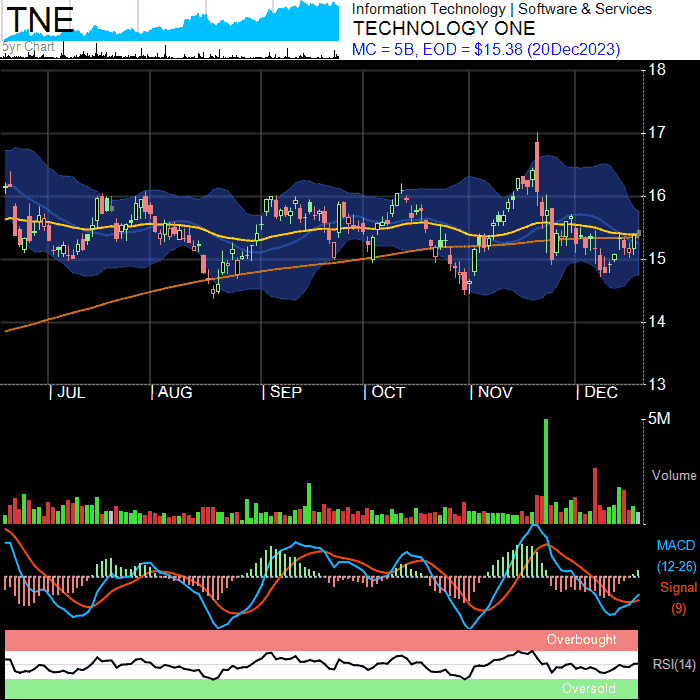 TNE
5yr Chart
Information Technology | Software & Services
TECHNOLOGY ONE
MC = 5B, EOD = $15.38 (20Dec2023)
18
17
16
15
14
13
| JUL | AUG | SEP | OCT | NOV | DEC
5M
Volume
MACD
(12-26)
Signal
(9)
Overbought
RSI(14)
Oversold